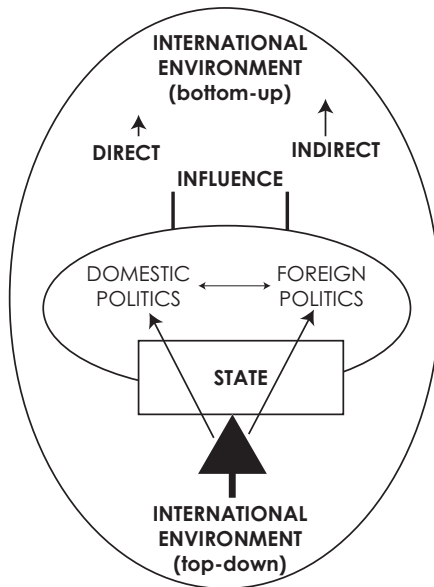 INTERNATIONAL
ENVIRONMENT
(bottom-up)
DIRECT
INDIRECT
INFLUENCE
DOMESTIC
POLITICS
FOREIGN
POLITICS
STATE
INTERNATIONAL
ENVIRONMENT
(top-down)